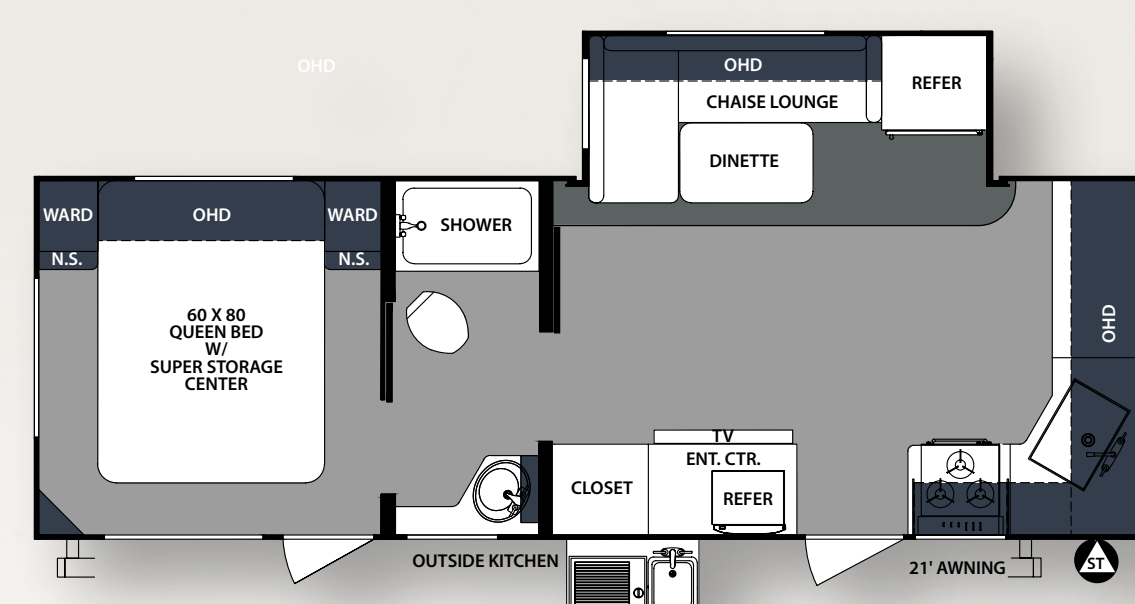 OHD
OHD
REFER
CHAISE LOUNGE
DINETTE
WARD
OHD
WARD
SHOWER
N.S.
N.S.
60 X 80
QUEEN BED
W/
SUPER STORAGE
CENTER
OHD
TV
ENT. CTR.
CLOSET
REFER
OUTSIDE KITCHEN
21' AWNING
ST